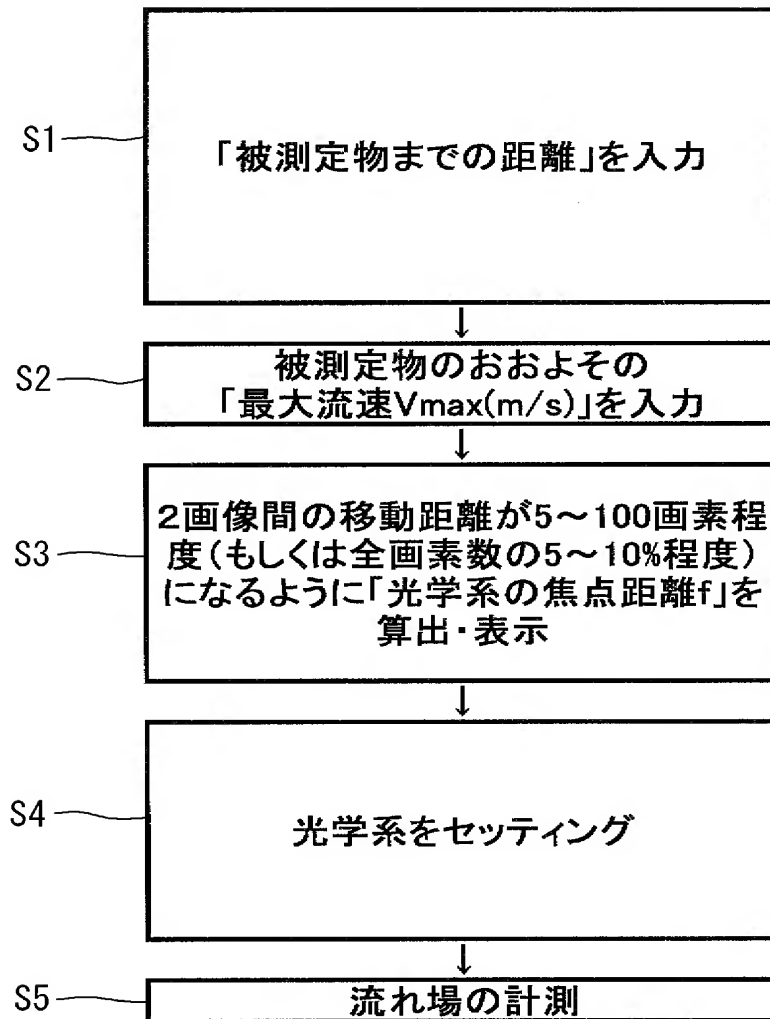 S1
「被測定物までの距離」を入力
↓
S2
被測定物のおおよその
「最大流速Vmax(m/s)」を入力
↓
S3
2画像間の移動距離が5〜100画素程
度(もしくは全画素数の5〜10%程度)
になるように「光学系の焦点距離f」を
算出・表示
↓
S4
光学系をセッティング
↓
S5
流れ場の計測